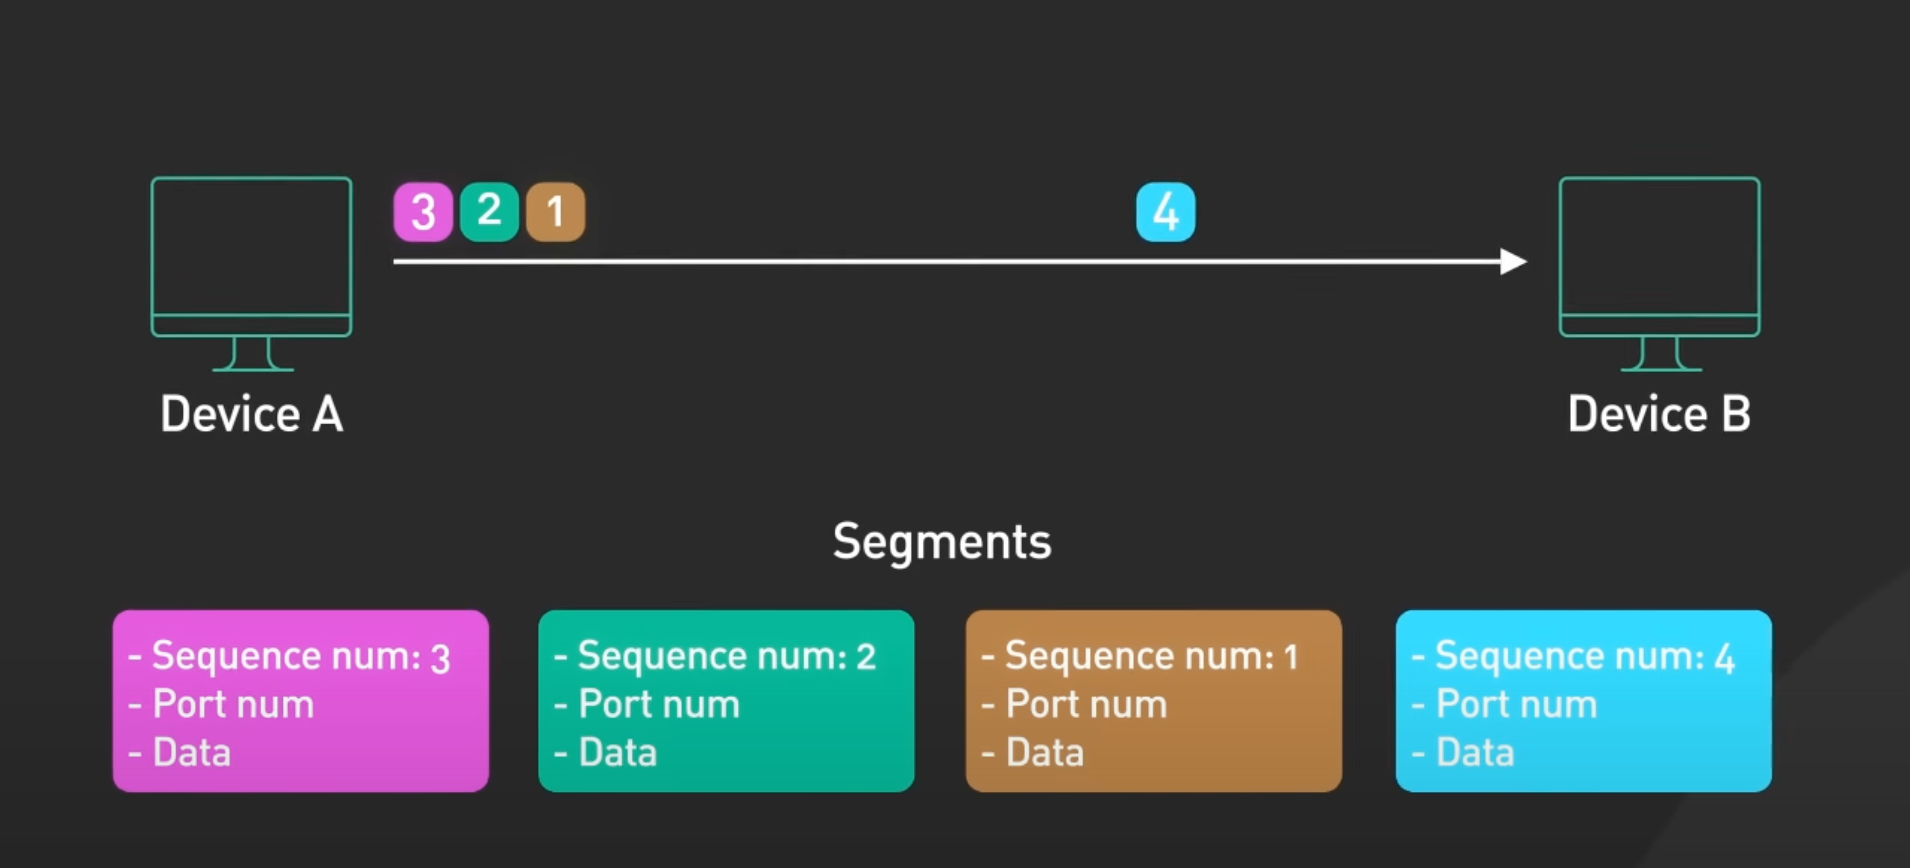 3 2 1 4
Device A
Device B
Segments
- Sequence num: 3
- Port num
- Data
- Sequence num: 2
- Port num
- Data
- Sequence num: 1
- Port num
- Data
- Sequence num: 4
- Port num
- Data